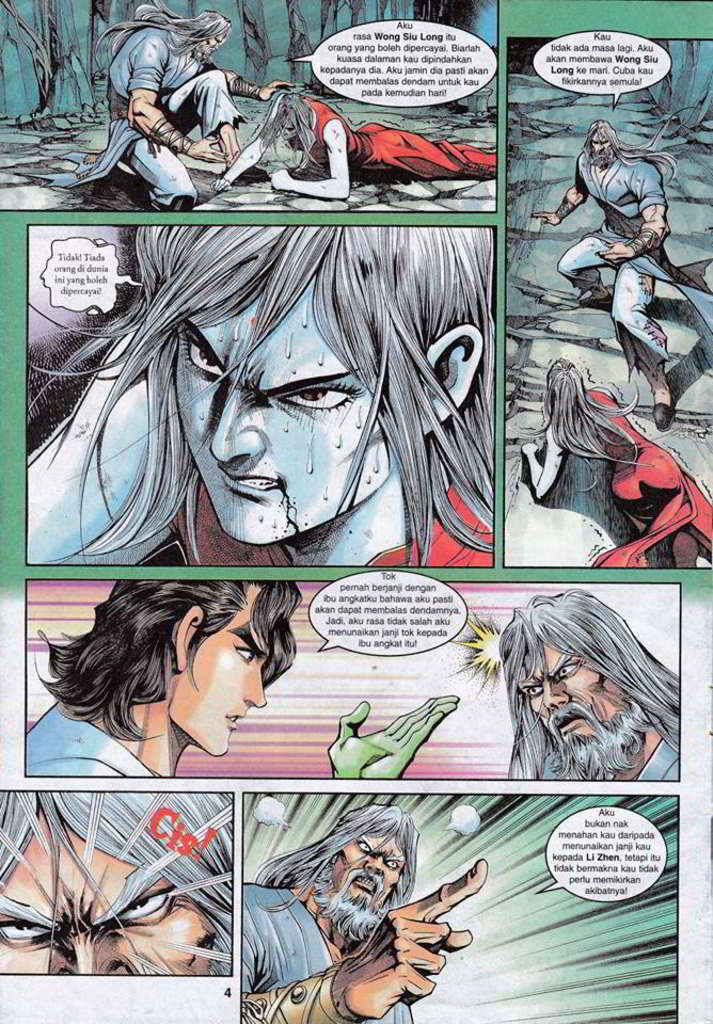 Aku
rasa Wong Siu Long itu
orang yang boleh dipercayai. Biarlah
kuasa dalaman kau dipindahkan
kepadanya dia. Aku jamin dia pasti akan
dapat membalas dendam untuk kau
pada kemudian hari!
Kau
tidak ada masa lagi. Aku
akan membawa Wong Siu
Long ke mari. Cuba kau
fikirkannya semula!
Tidak! Tiada
orang di dunia
ini yang boleh
dipercayai!
Tok
pernah berjanji dengan
ibu angkatku bahawa aku pasti
akan dapat membalas dendamnya.
Jadi, aku rasa tidak salah aku
menunaikan janji tok kepada
ibu angkat itu!
Cis!
Aku
bukan nak
menahan kau daripada
menunaikan janji kau
kepada Li Zhen, tetapi itu
tidak bermakna kau tidak
perlu memikirkan
akibatnya!
4